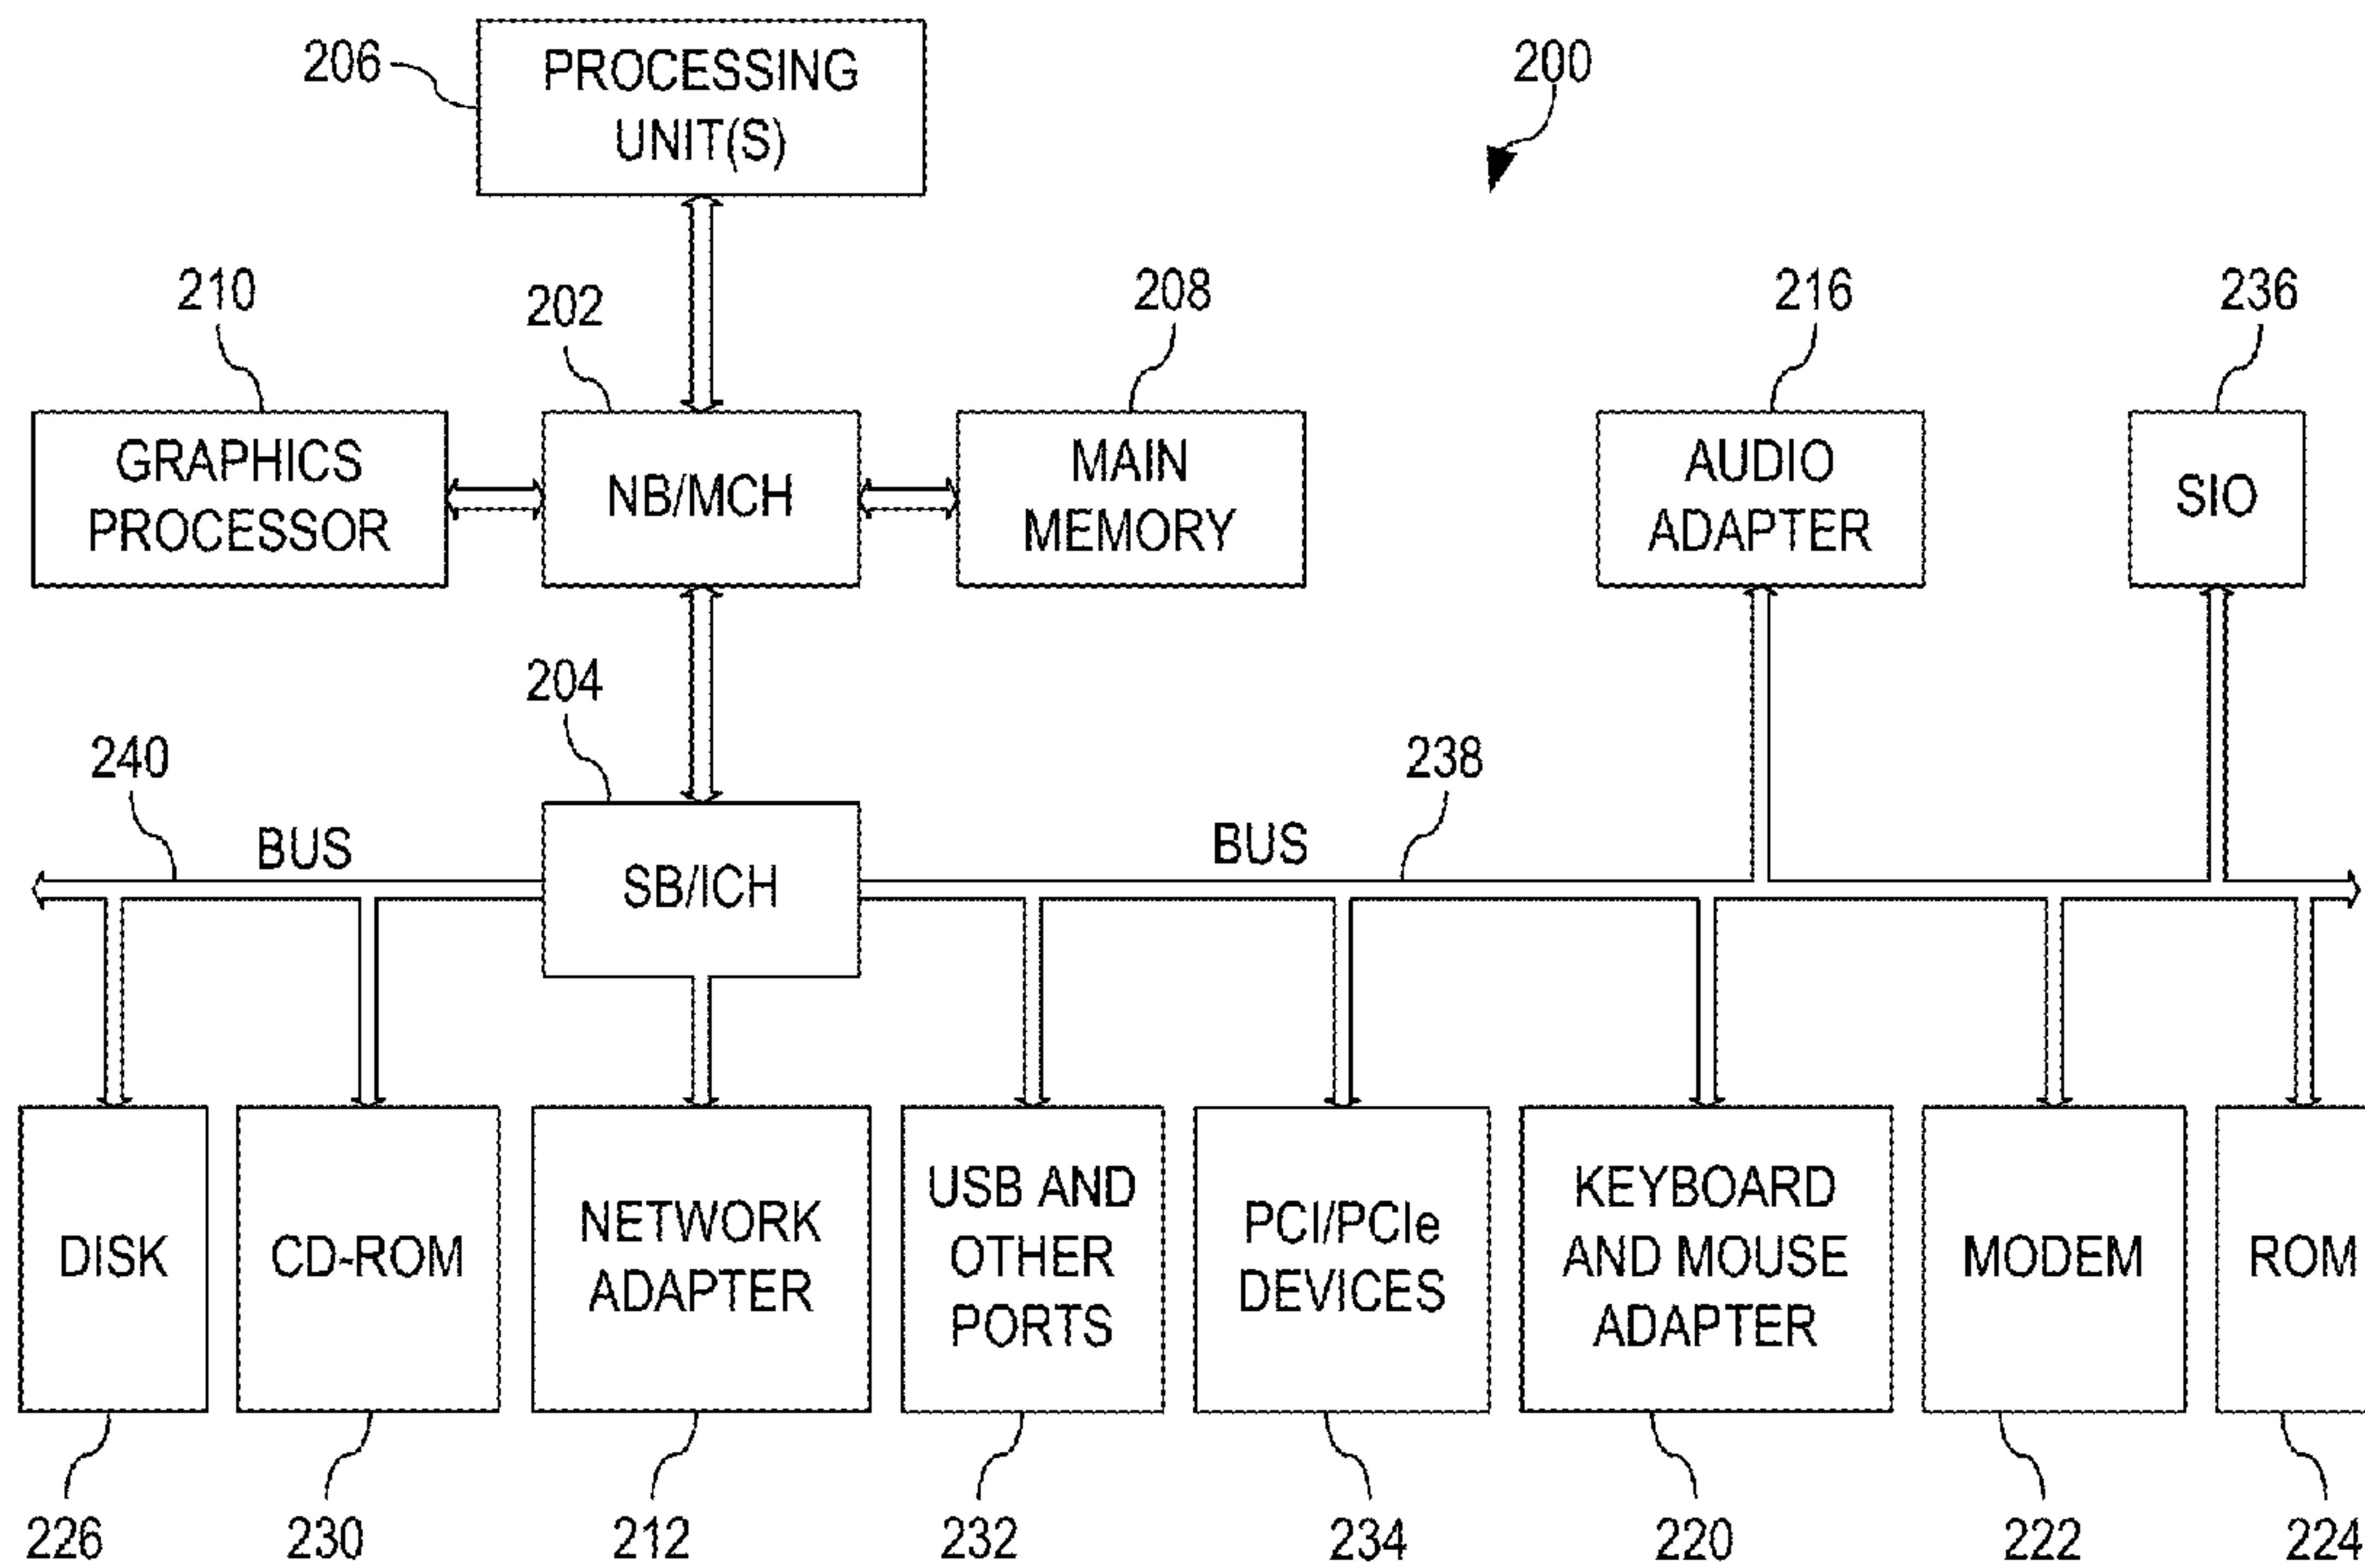 206
PROCESSING
UNIT(S)
200
210
202
208
216
236
GRAPHICS
PROCESSOR
NB/MCH
MAIN
MEMORY
AUDIO
ADAPTER
SIO
204
240
238
BUS
BUS
SB/ICH
DISK
CD-ROM
NETWORK
ADAPTER
USB AND
OTHER
PORTS
PCI/PCIe
DEVICES
KEYBOARD
AND MOUSE
ADAPTER
MODEM
ROM
226
230
212
232
234
220
222
224